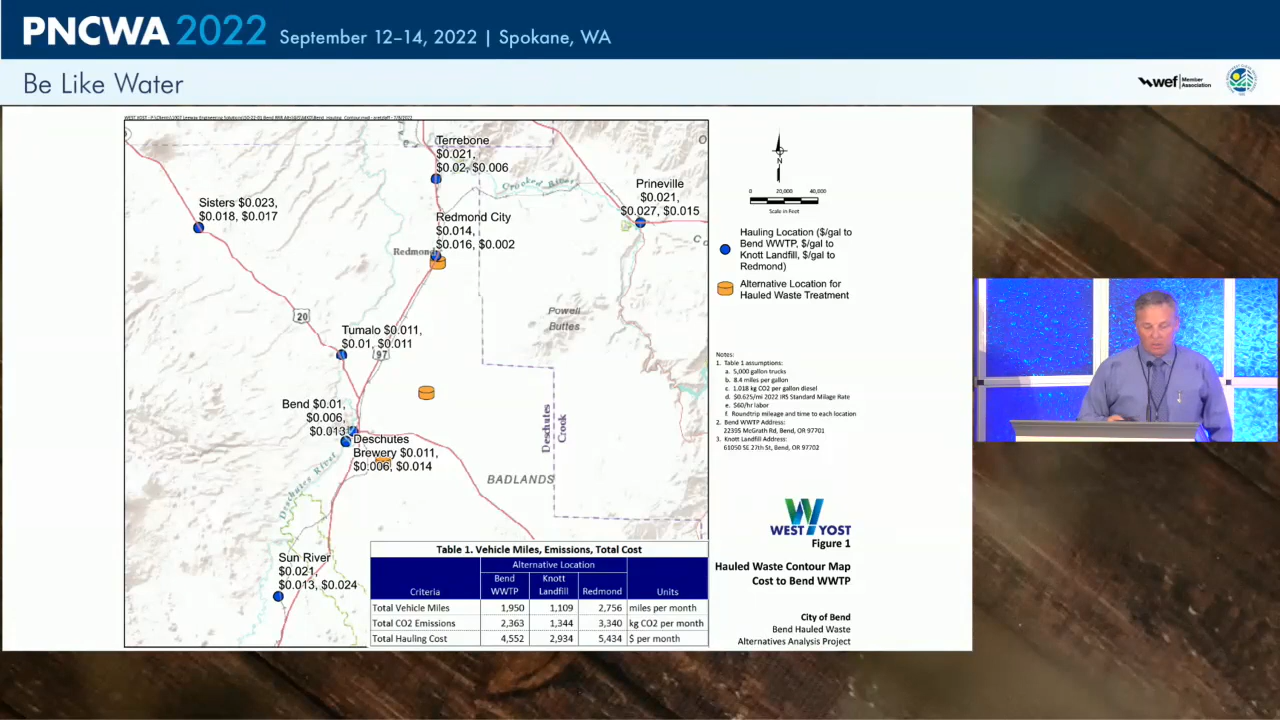 PNCWA 2022 September 12–14, 2022 | Spokane, WA
Be Like Water
wef Member
Association
Terrebone
$0.021,
$0.02, $0.006
Prineville
$0.021,
$0.027, $0.015
Sisters $0.023,
$0.018, $0.017
Crooked River
Redmond City
$0.014,
$0.016, $0.002
Redmond
Powell
Buttes
20
Tumalo $0.011,
$0.01, $0.011
97
Bend $0.01,
$0.006,
$0.013
Deschutes
Brewery $0.011,
$0.006, $0.014
Deschutes River
Deschutes
Crook
BADLANDS
Sun River
$0.021,
$0.013, $0.024
N
0 20,000 40,000
Scale in Feet
Hauling Location ($/gal to
Bend WWTP, $/gal to
Knott Landfill, $/gal to
Redmond)
Alternative Location for
Hauled Waste Treatment
Notes:
1. Table 1 assumptions:
a. 5,000 gallon trucks
b. 8.4 miles per gallon
c. 1.018 kg CO2 per gallon diesel
d. $0.625/mi 2022 IRS Standard Milage Rate
e. $60/hr labor
f. Roundtrip mileage and time to each location
2. Bend WWTP Address:
22395 McGrath Rd, Bend, OR 97701
3. Knott Landfill Address:
61050 SE 27th St, Bend, OR 97702
WEST YOST
Figure 1
Hauled Waste Contour Map
Cost to Bend WWTP
City of Bend
Bend Hauled Waste
Alternatives Analysis Project
Table 1. Vehicle Miles, Emissions, Total Cost
Alternative Location
Criteria Bend WWTP Knott Landfill Redmond Units
Total Vehicle Miles 1,950 1,109 2,756 miles per month
Total CO2 Emissions 2,363 1,344 3,340 kg CO2 per month
Total Hauling Cost 4,552 2,934 5,434 $ per month